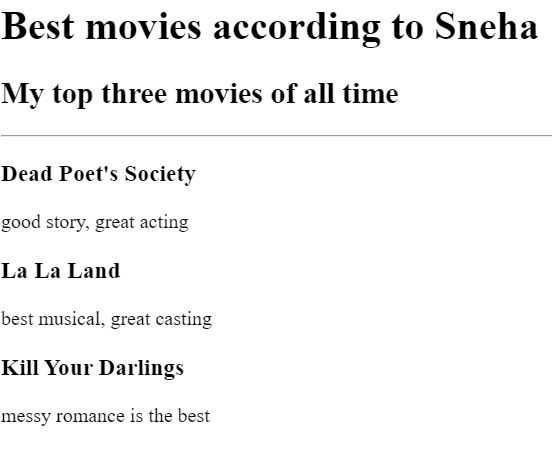 Best movies according to Sneha
My top three movies of all time
Dead Poet's Society
good story, great acting
La La Land
best musical, great casting
Kill Your Darlings
messy romance is the best